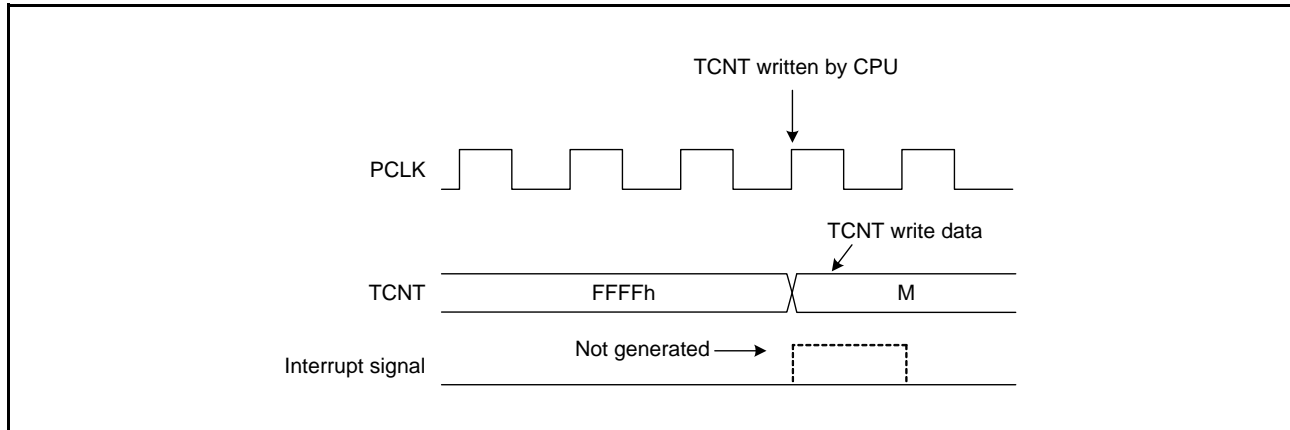 TCNT written by CPU
PCLK
TCNT write data
TCNT
FFFFh
M
Not generated
Interrupt signal